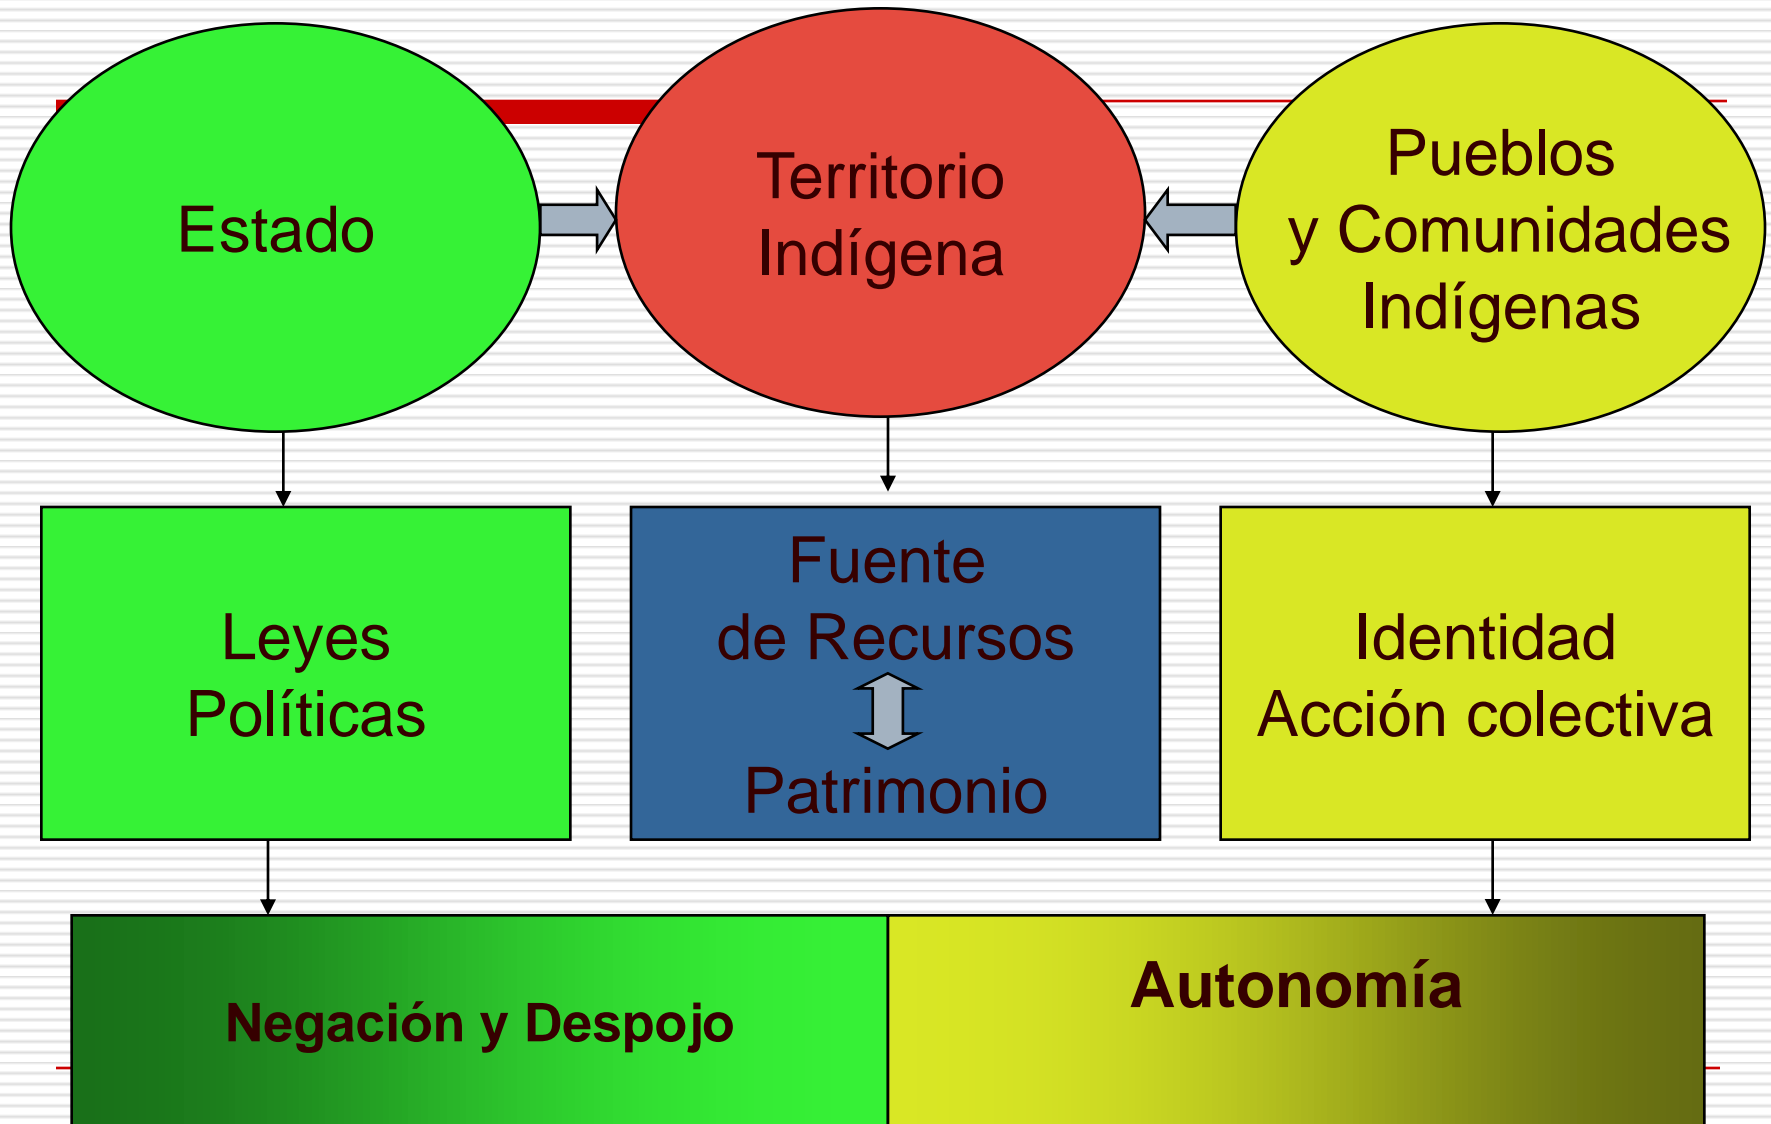 Estado
Territorio
Indígena
Pueblos
y Comunidades
Indígenas
Leyes
Políticas
Fuente
de Recursos
Patrimonio
Identidad
Acción colectiva
Negación y Despojo
Autonomía